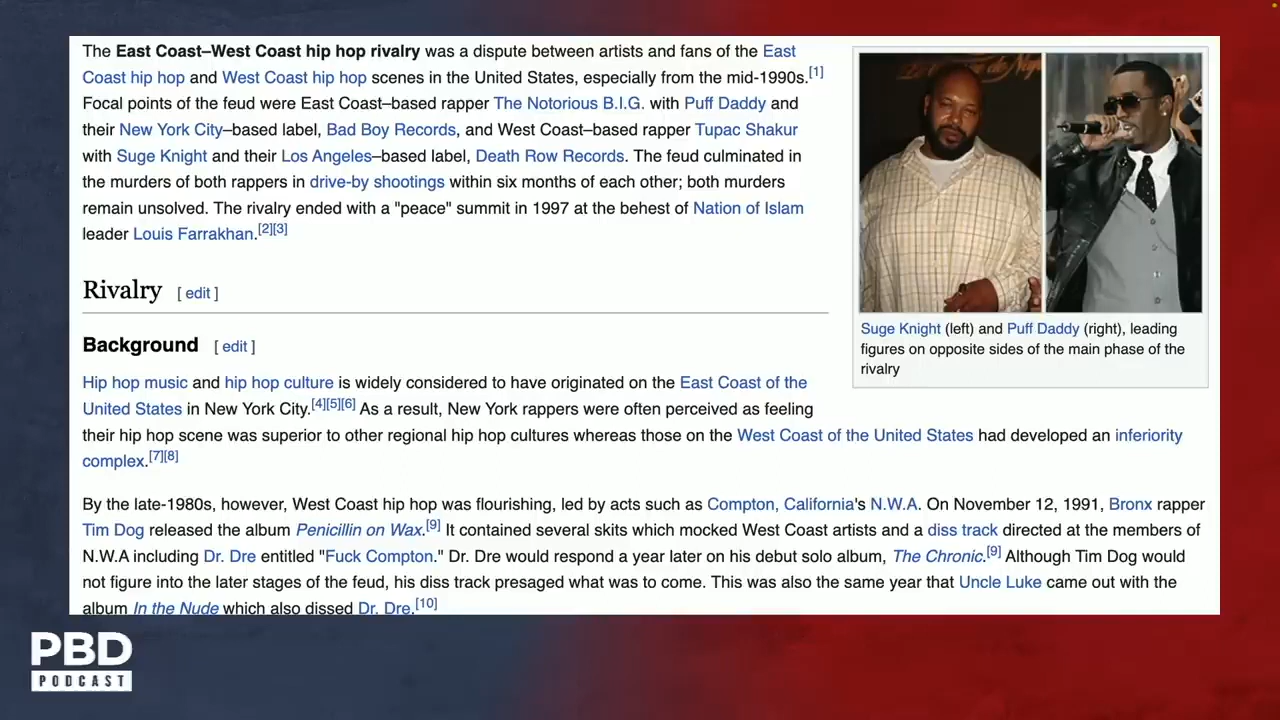 The East Coast–West Coast hip hop rivalry was a dispute between artists and fans of the East
Coast hip hop and West Coast hip hop scenes in the United States, especially from the mid-1990s.[1]
Focal points of the feud were East Coast–based rapper The Notorious B.I.G. with Puff Daddy and
their New York City–based label, Bad Boy Records, and West Coast–based rapper Tupac Shakur
with Suge Knight and their Los Angeles–based label, Death Row Records. The feud culminated in
the murders of both rappers in drive-by shootings within six months of each other; both murders
remain unsolved. The rivalry ended with a "peace" summit in 1997 at the behest of Nation of Islam
leader Louis Farrakhan.[2][3]
Suge Knight (left) and Puff Daddy (right), leading
figures on opposite sides of the main phase of the
rivalry
Rivalry [ edit ]
Background [ edit ]
Hip hop music and hip hop culture is widely considered to have originated on the East Coast of the
United States in New York City.[4][5][6] As a result, New York rappers were often perceived as feeling
their hip hop scene was superior to other regional hip hop cultures whereas those on the West Coast of the United States had developed an inferiority
complex.[7][8]
By the late-1980s, however, West Coast hip hop was flourishing, led by acts such as Compton, California's N.W.A. On November 12, 1991, Bronx rapper
Tim Dog released the album Penicillin on Wax.[9] It contained several skits which mocked West Coast artists and a diss track directed at the members of
N.W.A including Dr. Dre entitled "Fuck Compton." Dr. Dre would respond a year later on his debut solo album, The Chronic.[9] Although Tim Dog would
not figure into the later stages of the feud, his diss track presaged what was to come. This was also the same year that Uncle Luke came out with the
album In the Nude which also dissed Dr. Dre.[10]
PBD
PODCAST